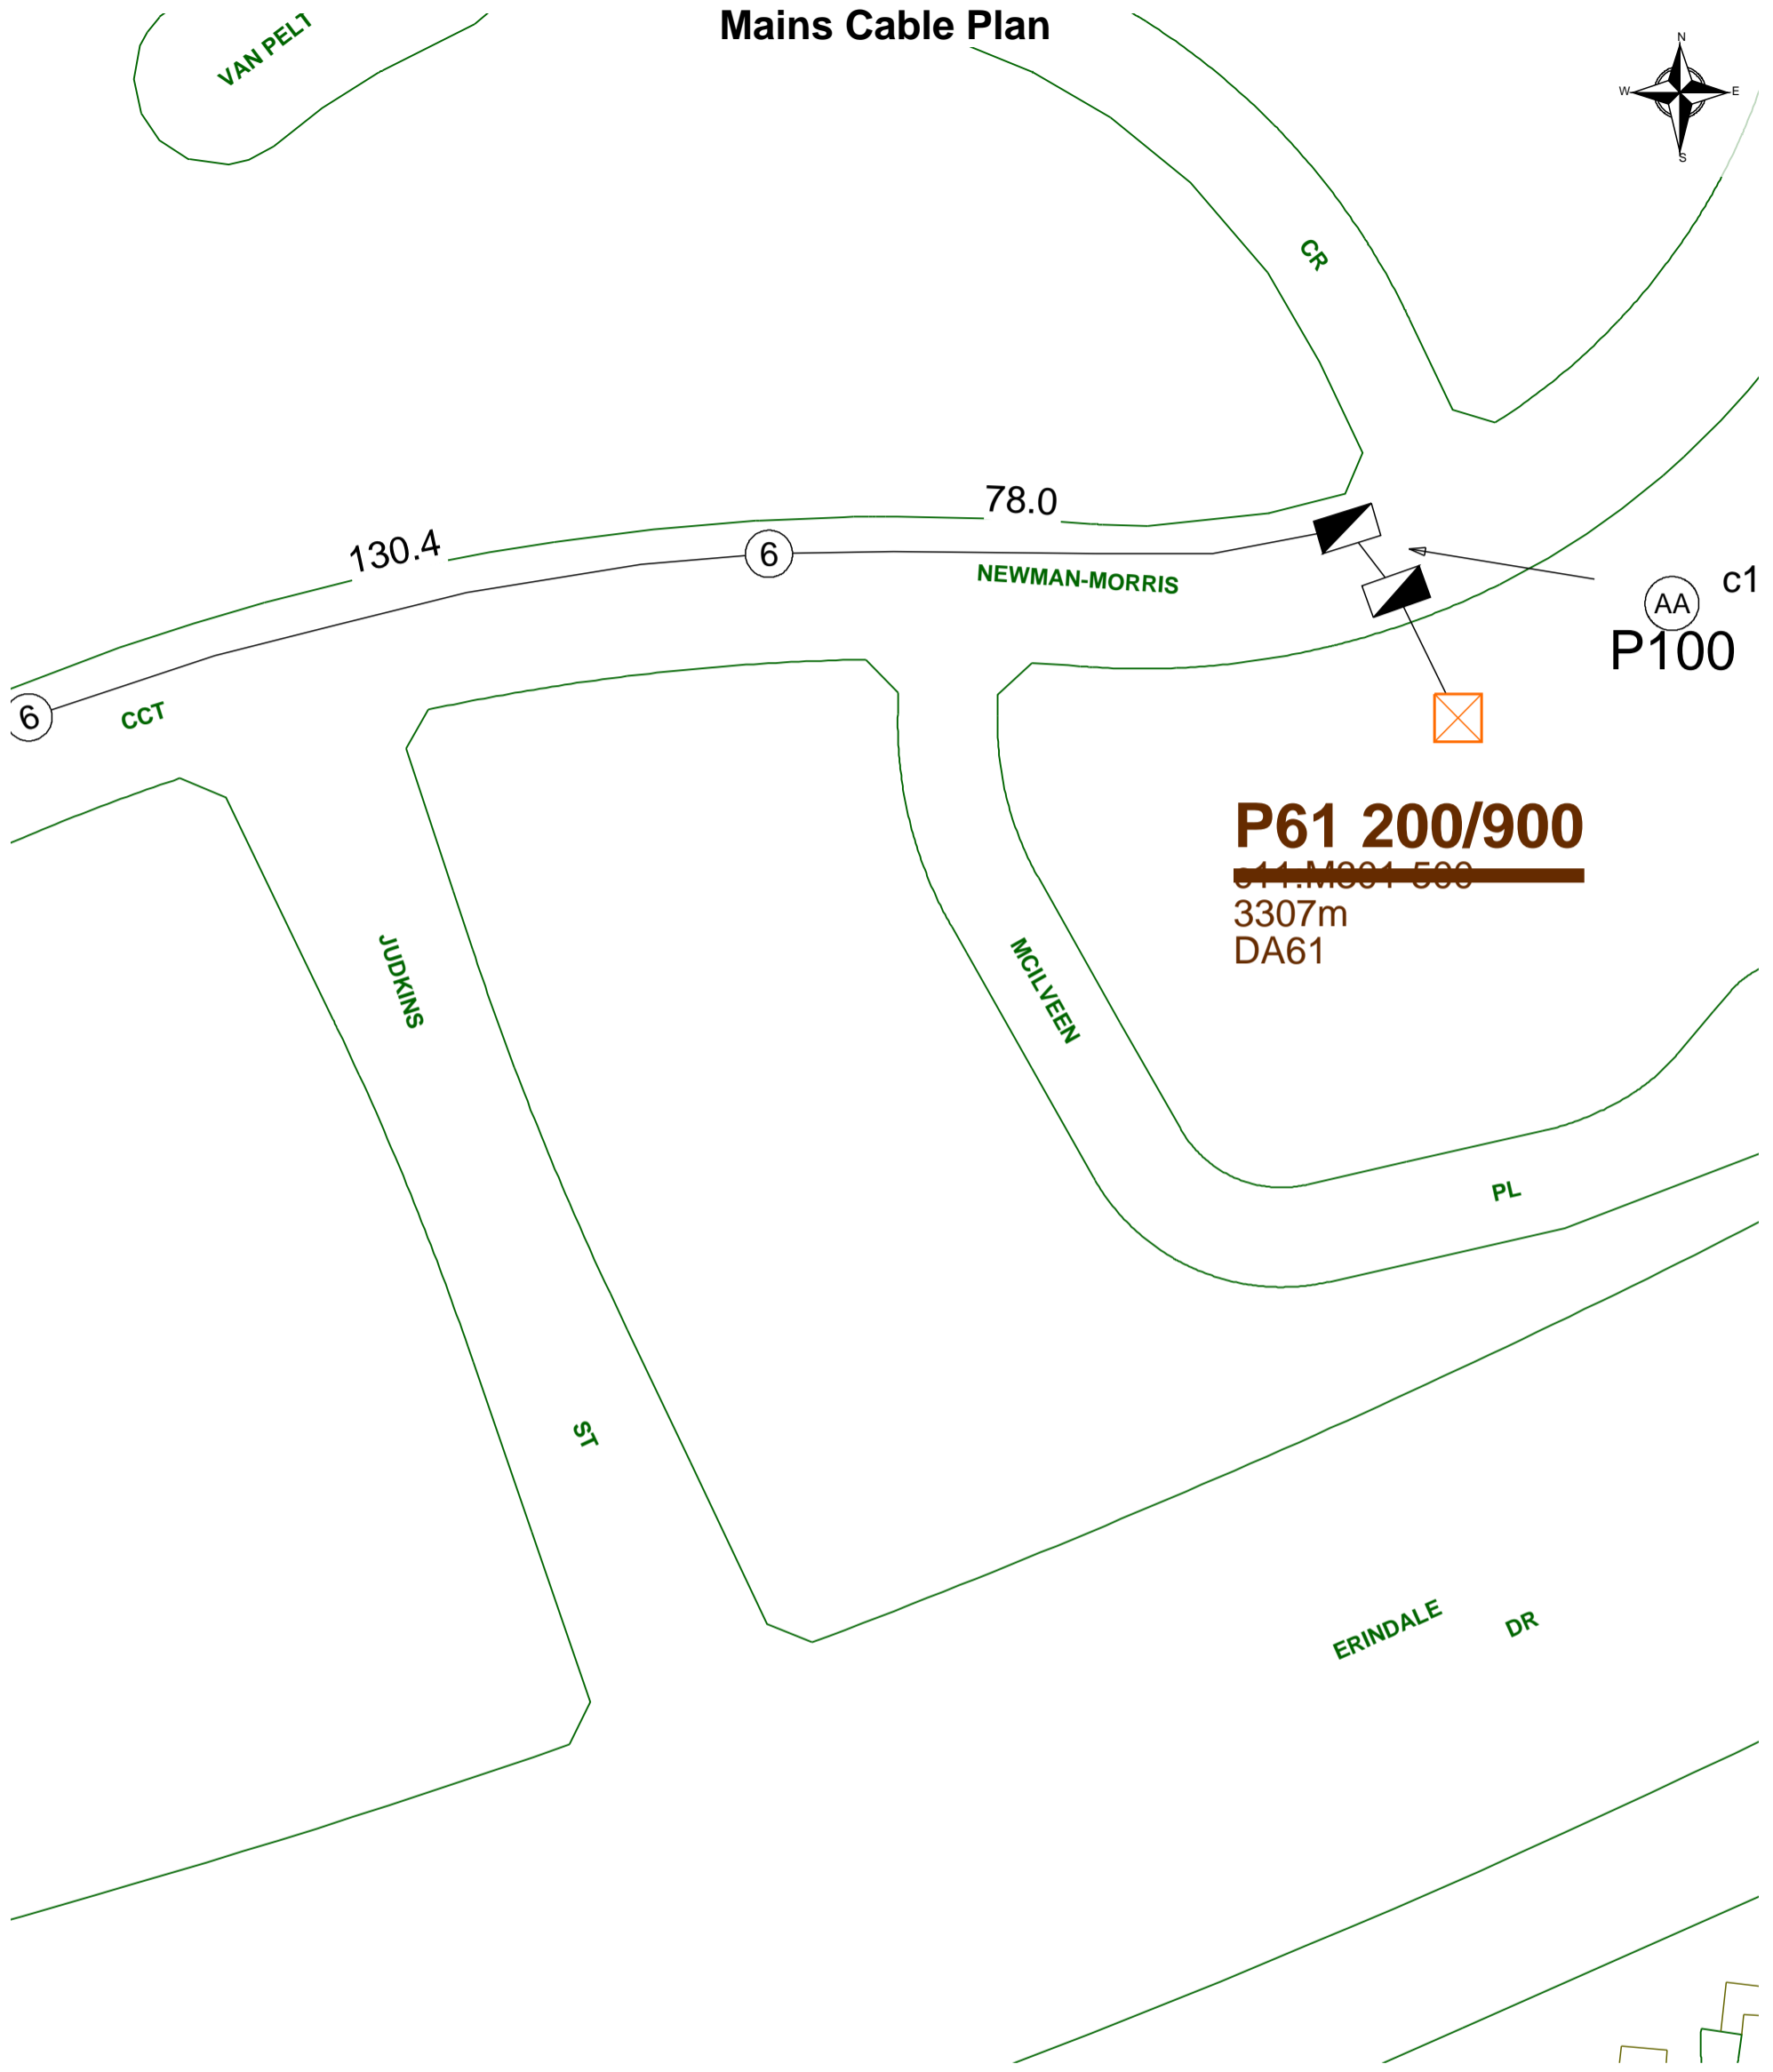 Mains Cable Plan
VAN PELT
N
W
E
S
CR
78.0
130.4
6
NEWMAN-MORRIS
c1
AA
P100
6
CCT
P61 200/900
3307m
DA61
JUDKINS
MCILVEEN
PL
ST
ERINDALE
DR